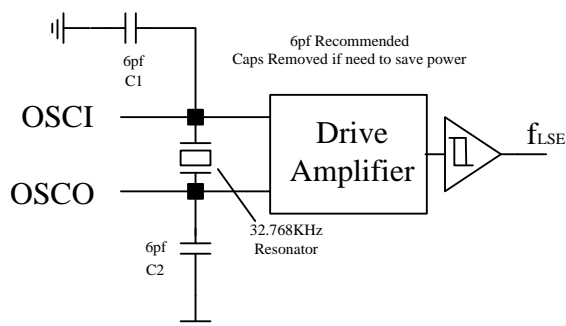 6pf Recommended
Caps Removed if need to save power
6pf
C1
OSCI
Drive
Amplifier
fLSE
OSCO
32.768KHz
Resonator
6pf
C2